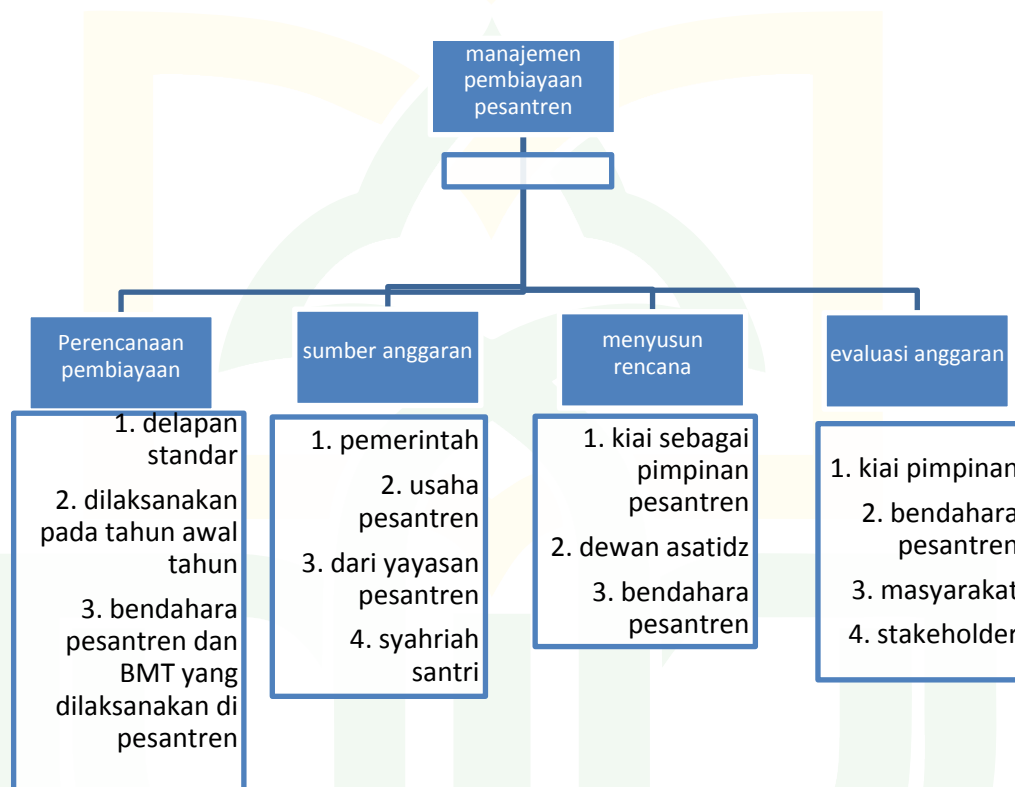 manajemen
pembiayaan
pesantren
Perencanaan
pembiayaan
1. delapan
standar
2. dilaksanakan
pada tahun awal
tahun
3. bendahara
pesantren dan
BMT yang
dilaksanakan di
pesantren
sumber anggaran
1. pemerintah
2. usaha
pesantren
3. dari yayasan
pesantren
4. syahriah
santri
menyusun
rencana
1. kiai sebagai
pimpinan
pesantren
2. dewan asatidz
3. bendahara
pesantren
evaluasi anggaran
1. kiai pimpinan
2. bendahara
pesantren
3. masyarakat
4. stakeholder